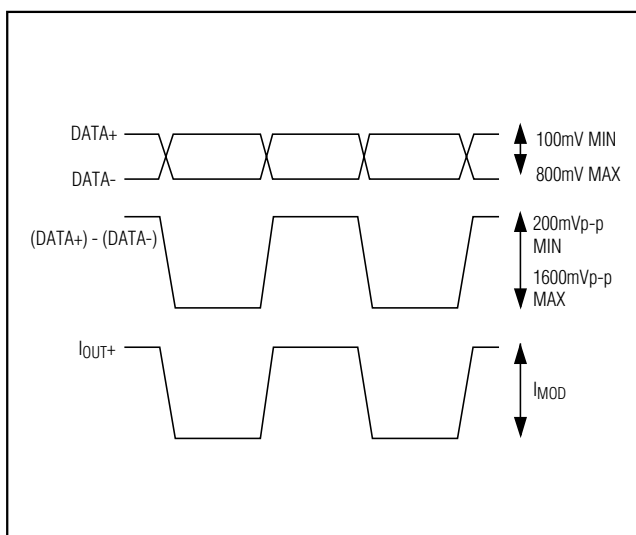 DATA+
DATA-
100mV MIN
800mV MAX
(DATA+) - (DATA-)
200mVp-p
MIN
1600mVp-p
MAX
IOUT+
IMOD